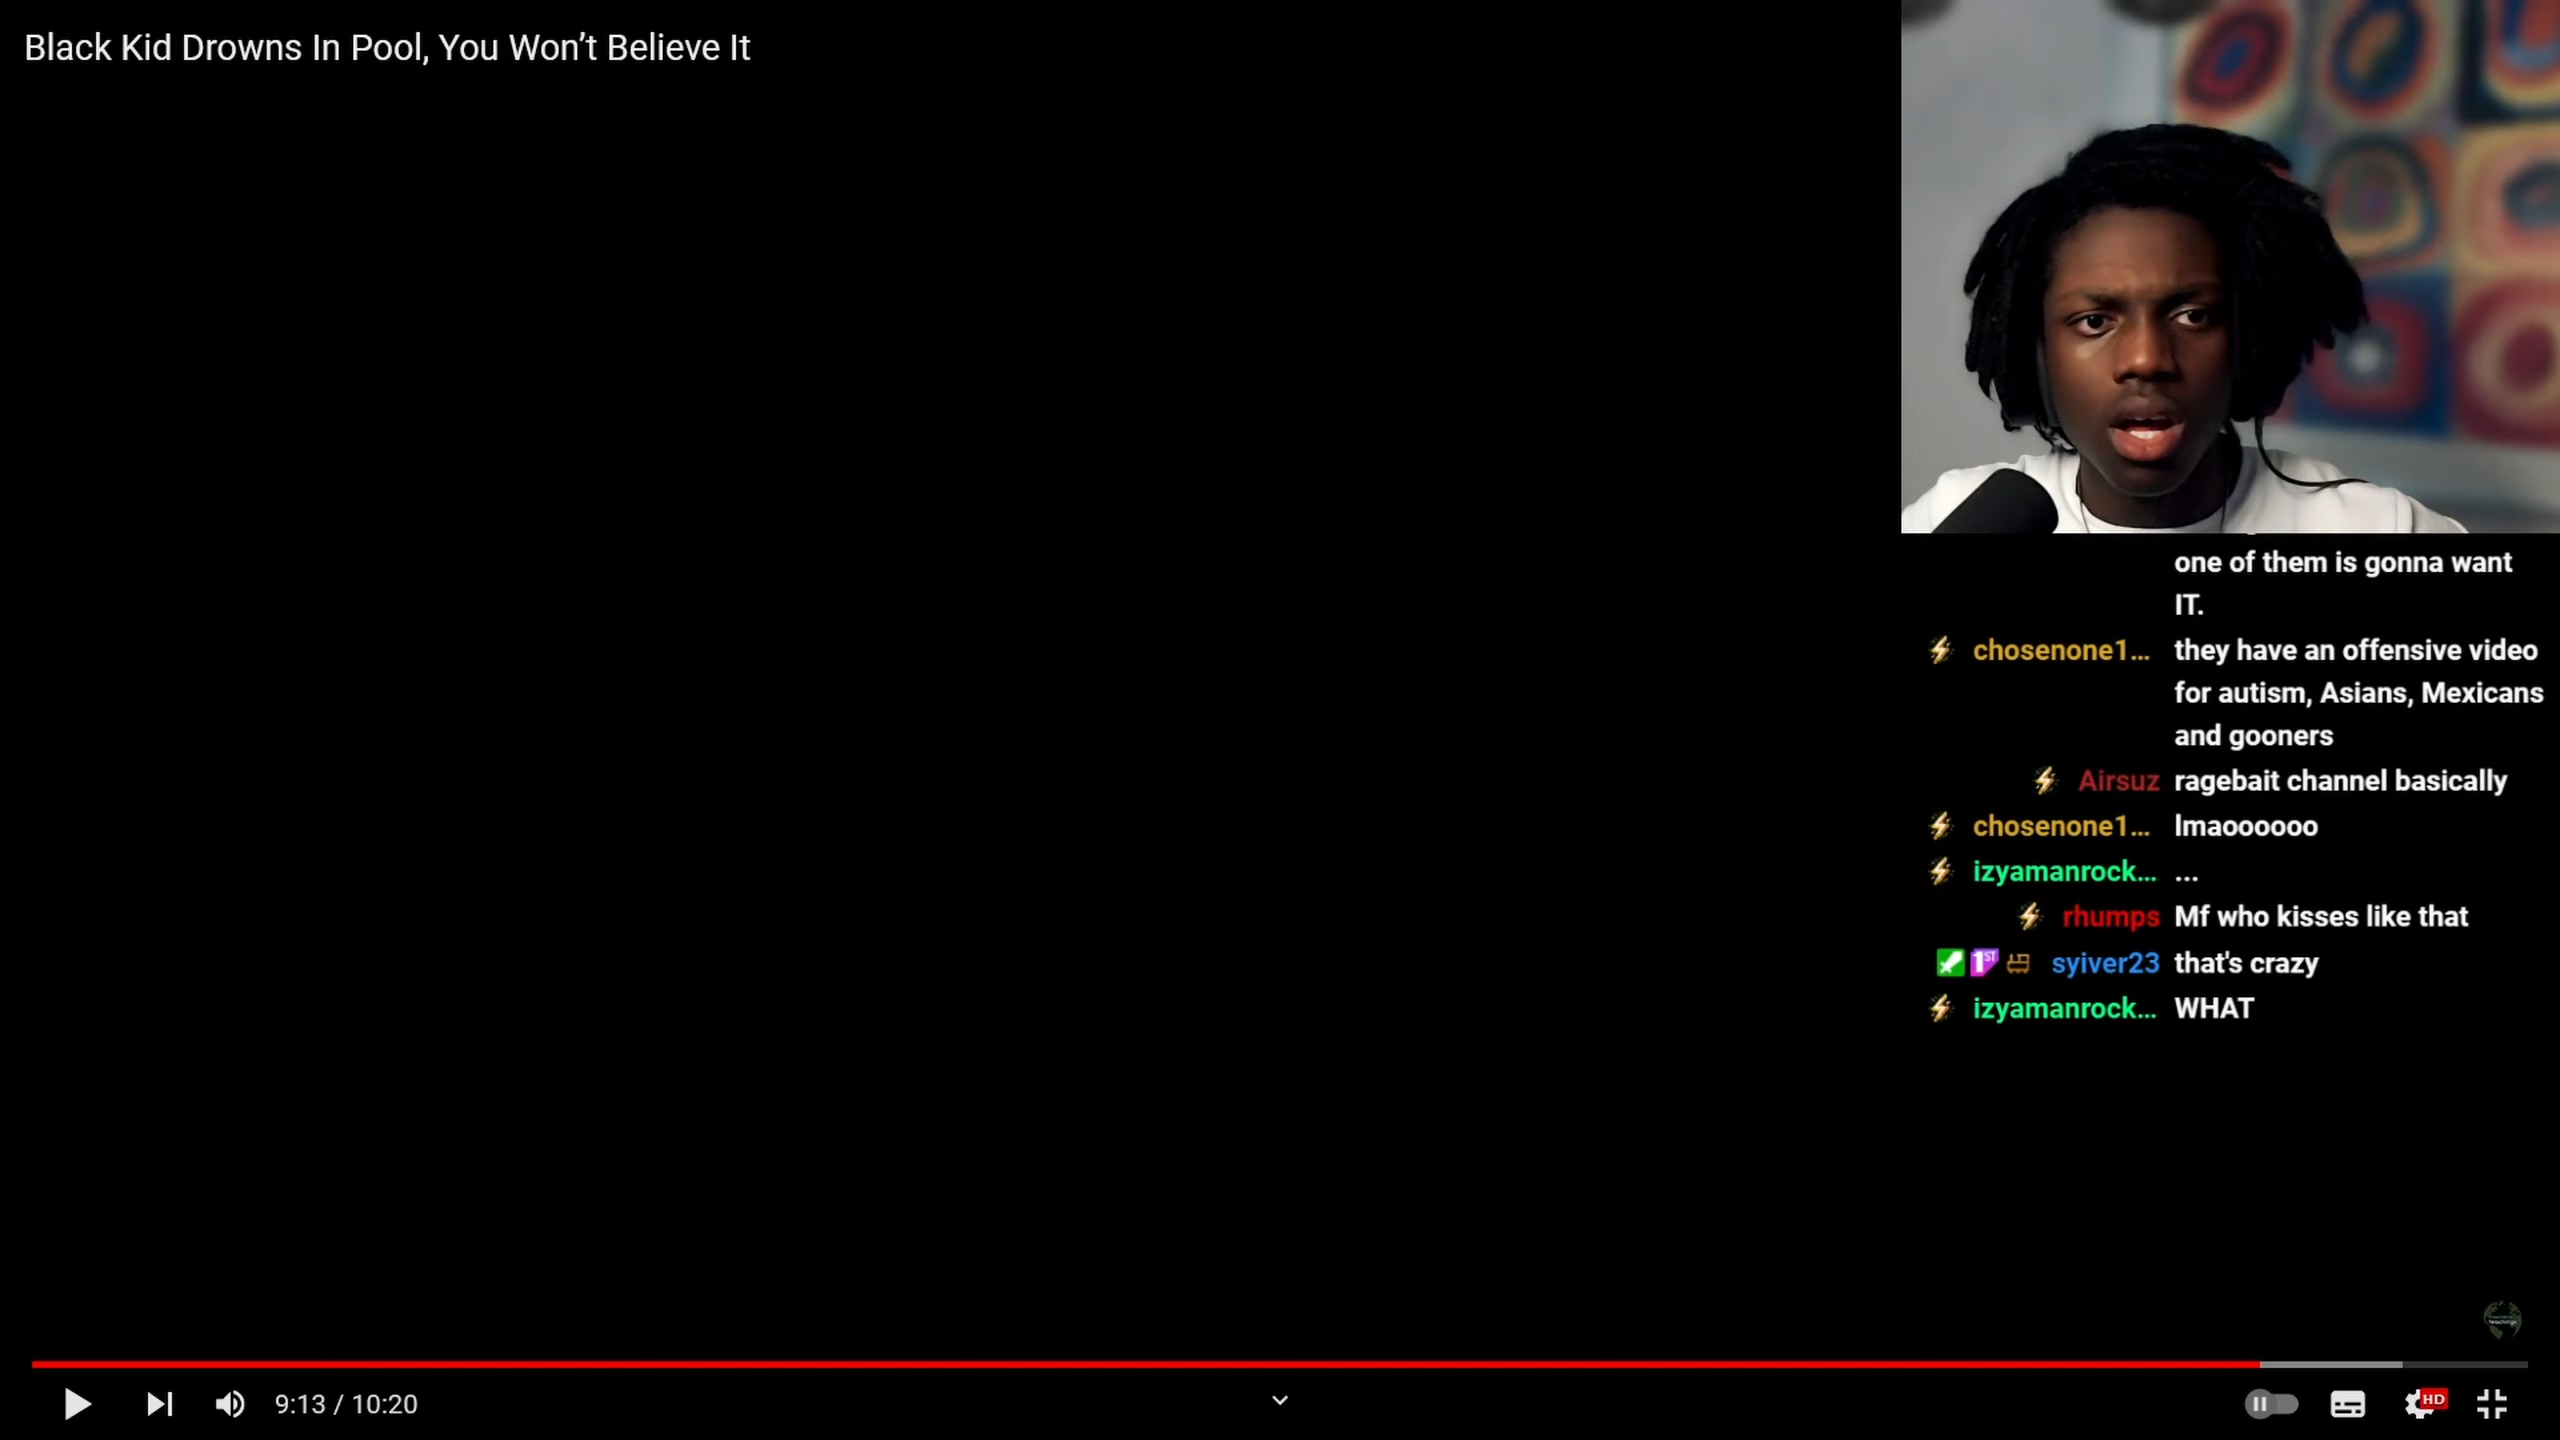 Black Kid Drowns In Pool, You Won’t Believe It
one of them is gonna want
IT.
chosenone1... they have an offensive video
for autism, Asians, Mexicans
and gooners
Airsuz ragebait channel basically
chosenone1... lmaoooooo
izyamanrock... ...
rhumps Mf who kisses like that
1ST syiver23 that's crazy
izyamanrock... WHAT
9:13 / 10:20
HD